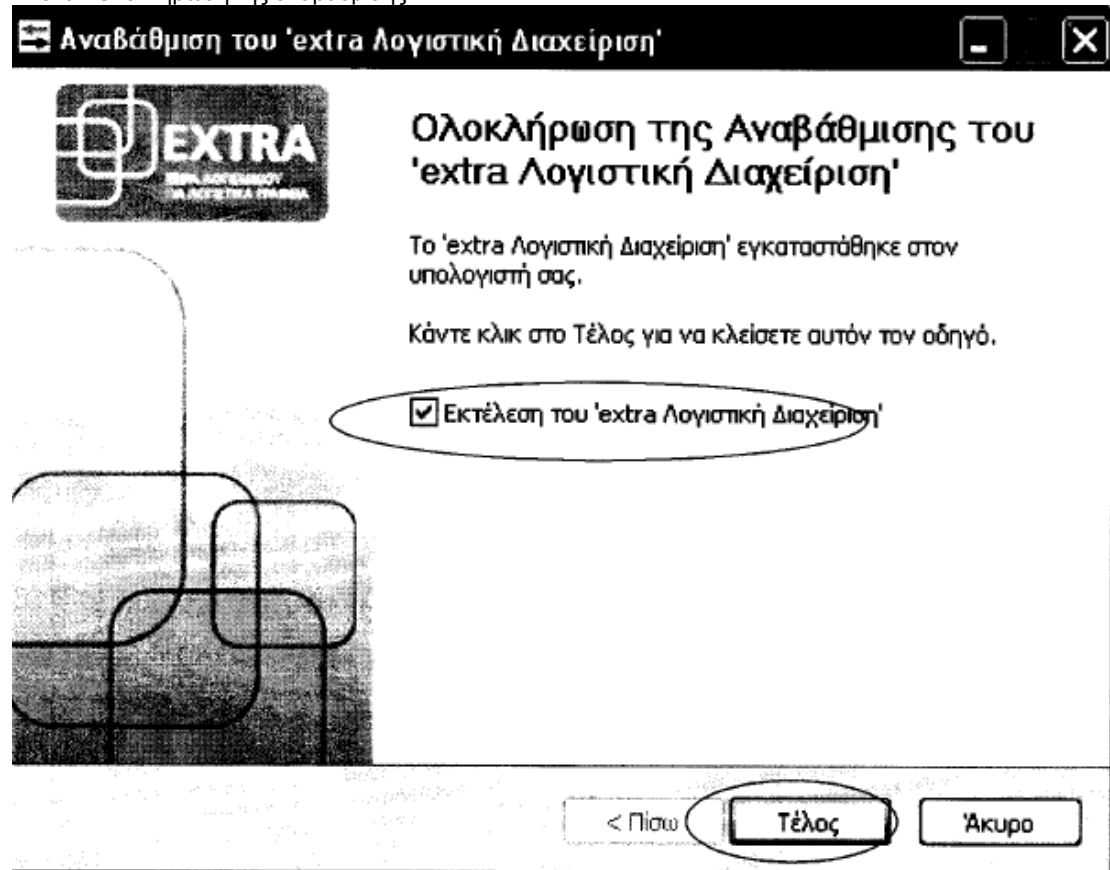 Αναβάθμιση του 'extra Λογιστική Διαχείριση'
EXTRA
Ολοκλήρωση της Αναβάθμισης του
'extra Λογιστική Διαχείριση'
Το 'extra Λογιστική Διαχείριση' εγκαταστάθηκε στον
υπολογιστή σας.
Κάντε κλικ στο Τέλος για να κλείσετε αυτόν τον οδηγό.
Εκτέλεση του 'extra Λογιστική Διαχείριση'
< Πίσω
Τέλος
Άκυρο